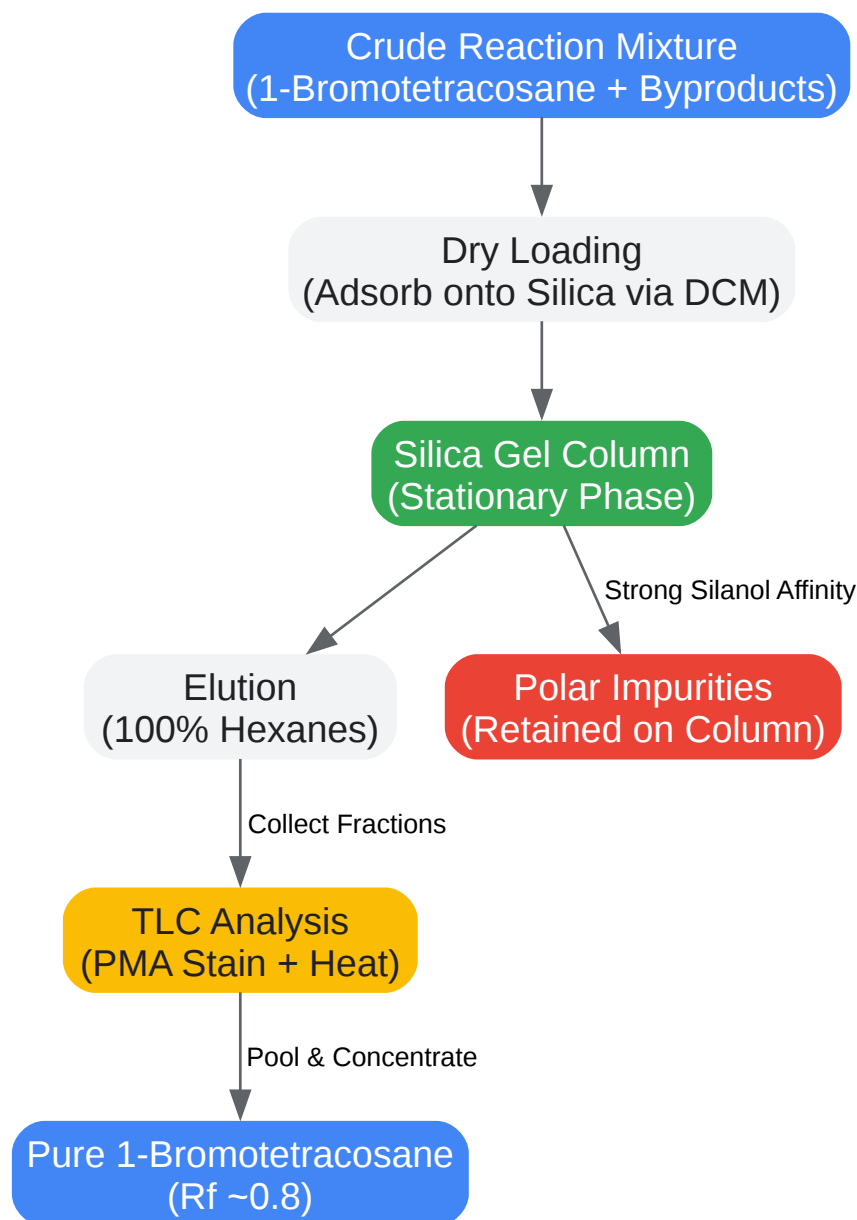 Crude Reaction Mixture
(1-Bromotetracosane + Byproducts)
Dry Loading
(Adsorb onto Silica via DCM)
Silica Gel Column
(Stationary Phase)
Strong Silanol Affinity
Elution
(100% Hexanes)
Polar Impurities
(Retained on Column)
Collect Fractions
TLC Analysis
(PMA Stain + Heat)
Pool & Concentrate
Pure 1-Bromotetracosane
(Rf ~0.8)